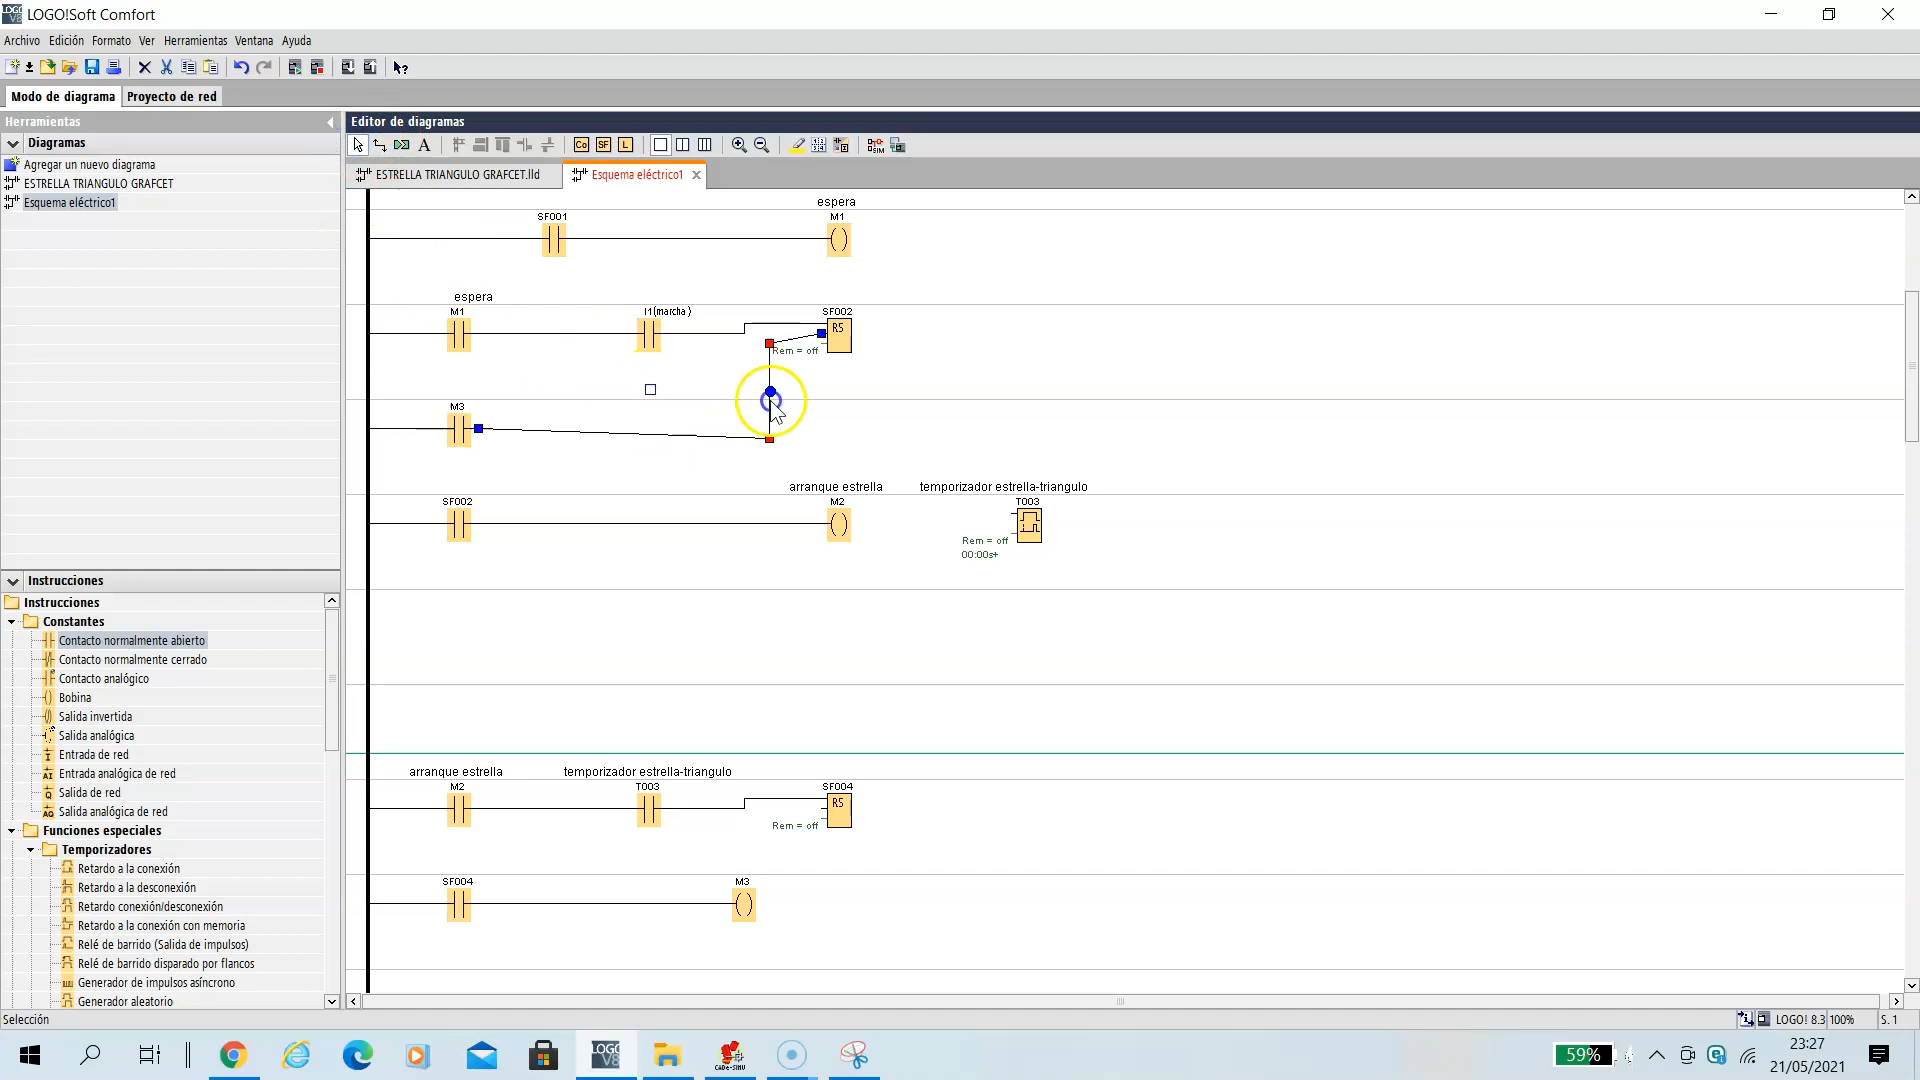 LOGO!Soft Comfort
Archivo Edición Formato Ver Herramientas Ventana Ayuda
Modo de diagrama Proyecto de red
Herramientas
Diagramas
Agregar un nuevo diagrama
ESTRELLA TRIANGULO GRAFCET
Esquema eléctrico1
Instrucciones
Instrucciones
Constantes
Contacto normalmente abierto
Contacto normalmente cerrado
Contacto analógico
Bobina
Salida invertida
Salida analógica
Entrada de red
Entrada analógica de red
Salida de red
Salida analógica de red
Funciones especiales
Temporizadores
Retardo a la conexión
Retardo a la desconexión
Retardo conexión/desconexión
Retardo a la conexión con memoria
Relé de barrido (Salida de impulsos)
Relé de barrido disparado por flancos
Generador de impulsos asíncrono
Generador aleatorio
Editor de diagramas
A Co SF L
ESTRELLA TRIANGULO GRAFCET.lld Esquema eléctrico1
espera
SF001 M1
espera
M1 I1(marcha ) SF002
RS
Rem = off
M3
arranque estrella temporizador estrella-triangulo
SF002 M2 T003
Rem = off
00:00s+
arranque estrella temporizador estrella-triangulo
M2 T003 SF004
RS
Rem = off
SF004 M3
Selección
LOGO! 8.3 100% S. 1
59%
23:27
21/05/2021